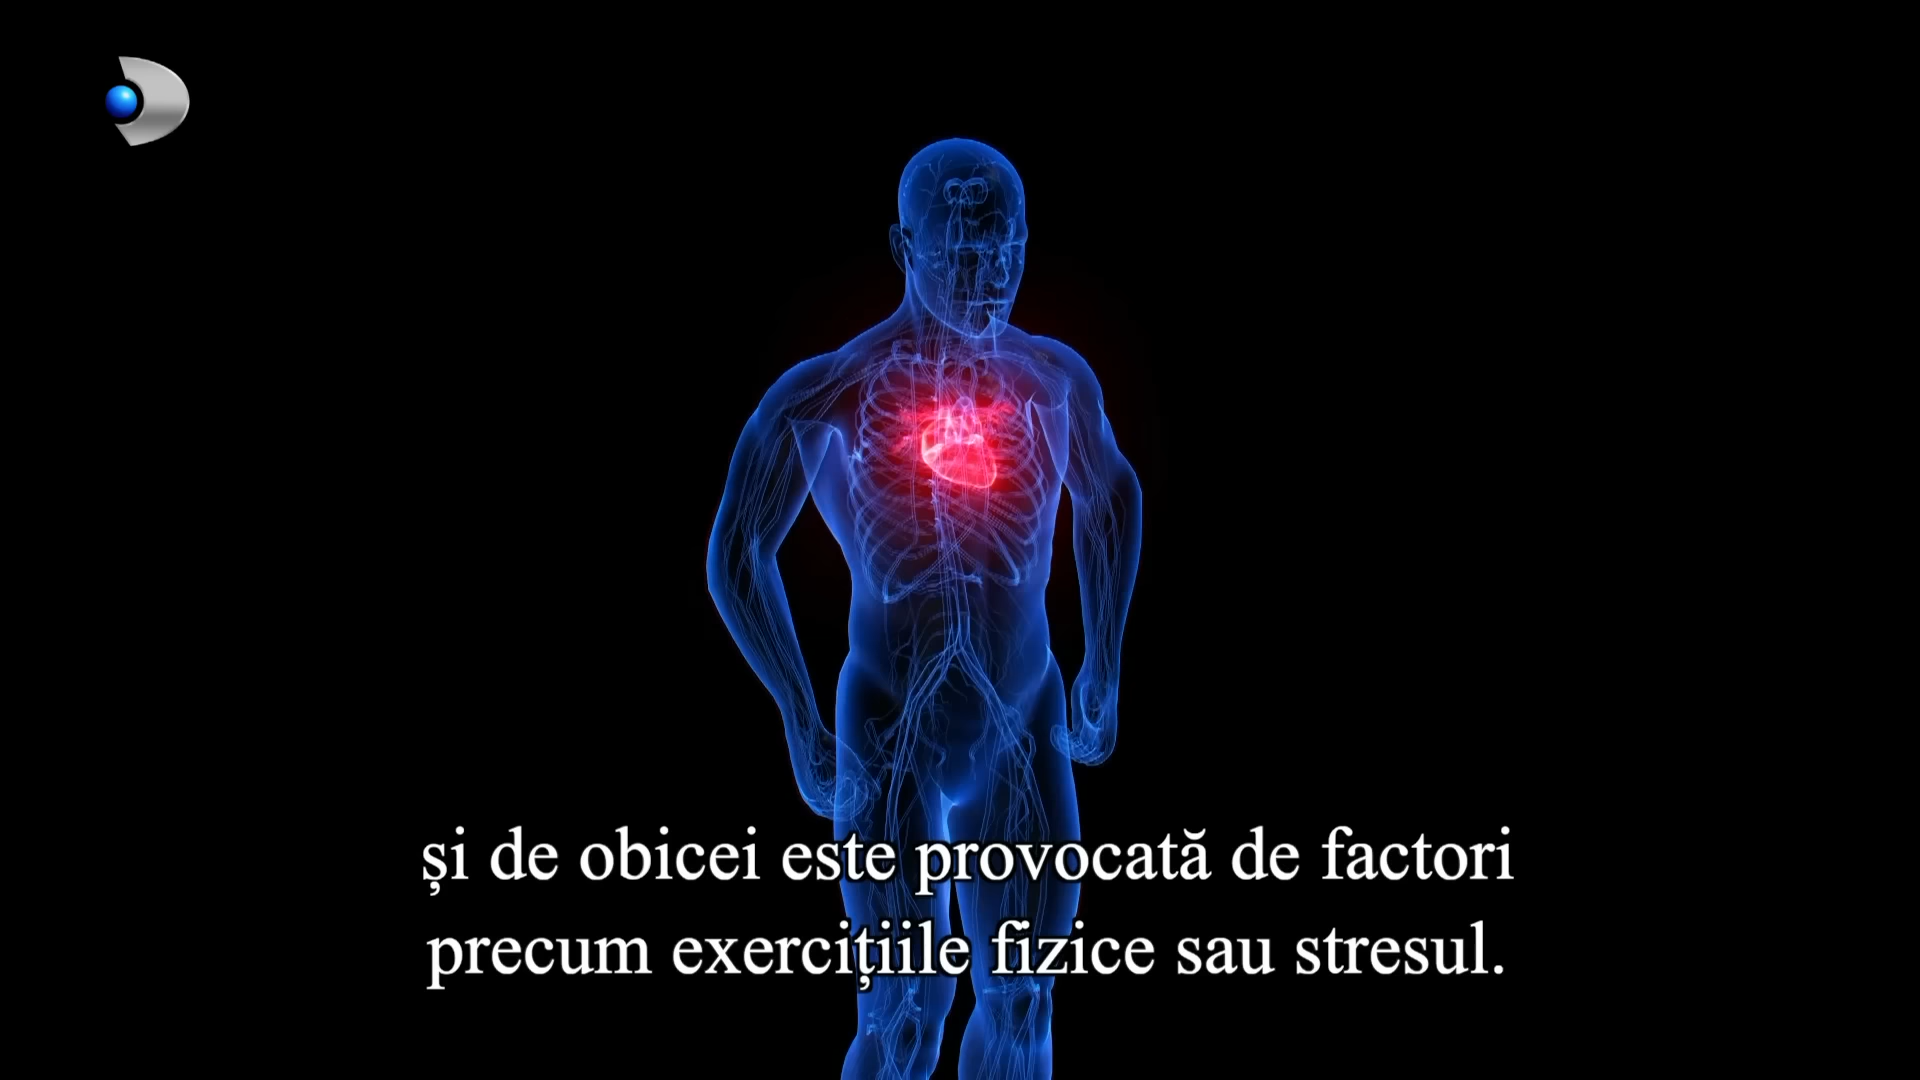 și de obicei este provocată de factori
precum exercițiile fizice sau stresul.